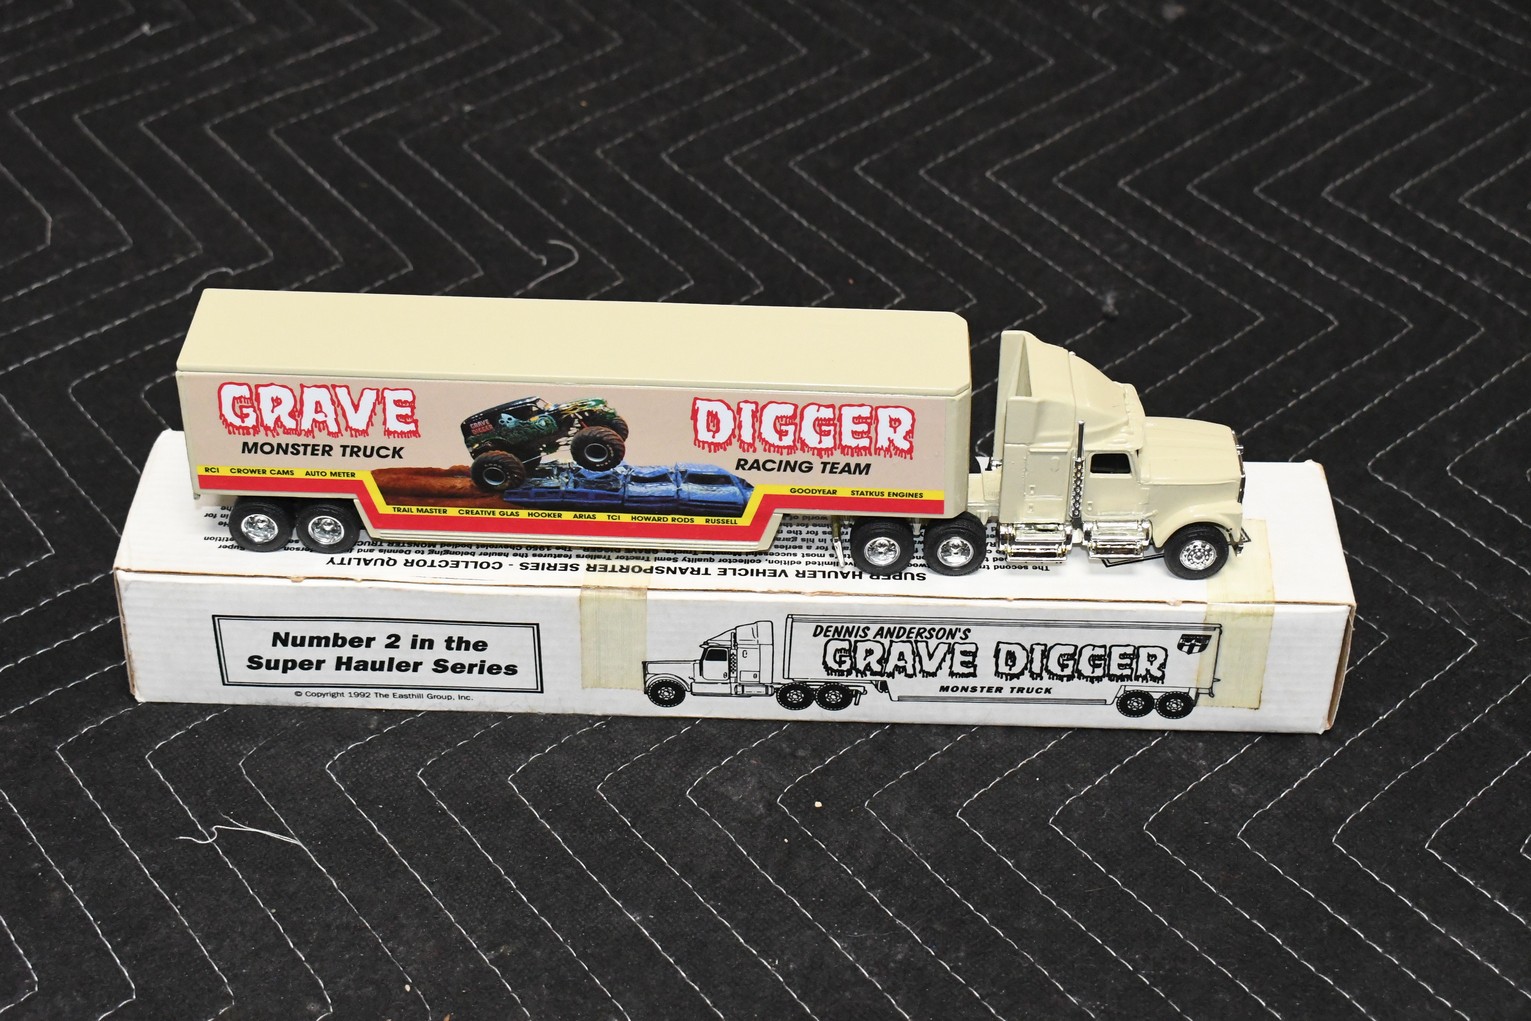 GRAVE DIGGER
MONSTER TRUCK
RACING TEAM
GRAVE
DIGGER
RCI CROWER CAMS AUTO METER
GOODYEAR STATKUS ENGINES
TRAIL MASTER CREATIVE GLAS HOOKER ARIAS TCI HOWARD RODS RUSSELL
SUPER HAULER VEHICLE TRANSPORTER SERIES - COLLECTOR QUALITY
Number 2 in the
Super Hauler Series
© Copyright 1992 The Easthill Group, Inc.
DENNIS ANDERSON'S
GRAVE DIGGER
MONSTER TRUCK